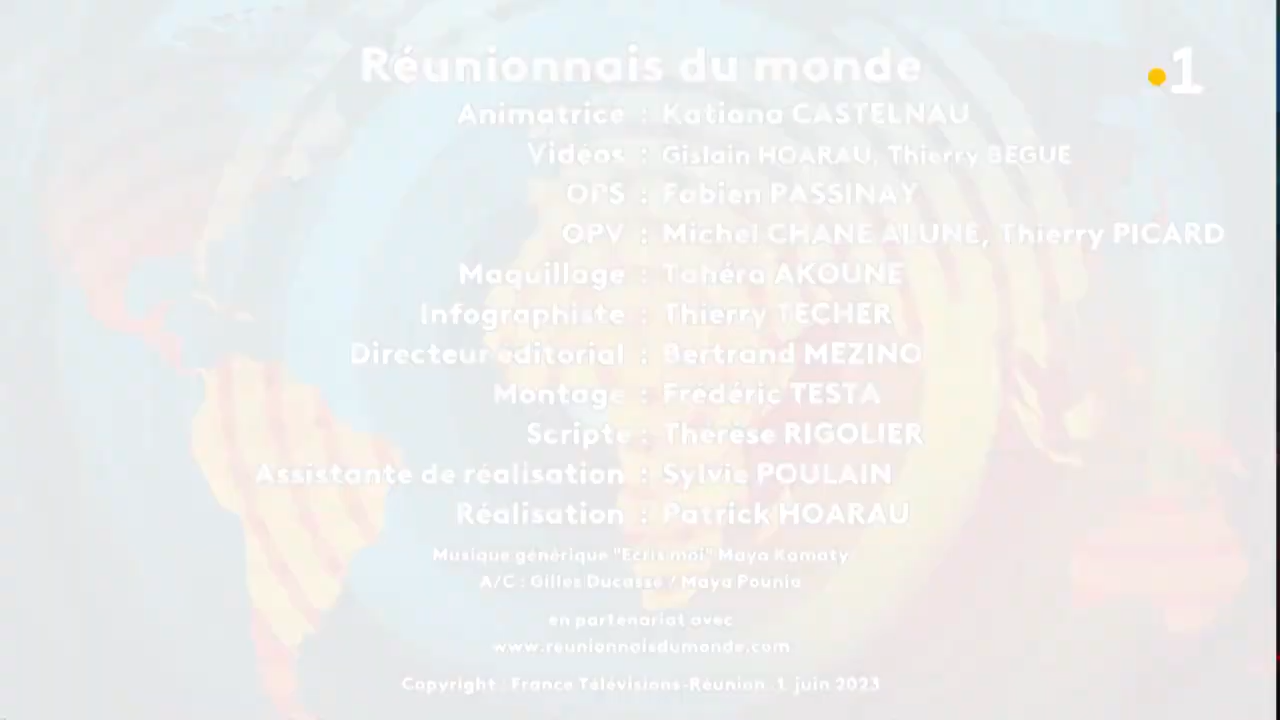 Réunionnais du monde
1
Animatrice : Katiana CASTELNAU
Vidéos : Gislain HOARAU, Thierry BEGUE
OPS : Fabien PASSINAY
OPV : Michel CHANE ALUNE, Thierry PICARD
Maquillage : Tahéra AKOUNE
Infographiste : Thierry TECHER
Directeur éditorial : Bertrand MEZINO
Montage : Frédéric TESTA
Scripte : Thérèse RIGOLIER
Assistante de réalisation : Sylvie POULAIN
Réalisation : Patrick HOARAU
Musique générique "Ecris moi" Maya Kamaty
A/C : Gilles Ducasse / Maya Pounia
en partenariat avec
www.reunionnaisdumonde.com
Copyright : France Télévisions-Réunion 1 juin 2023